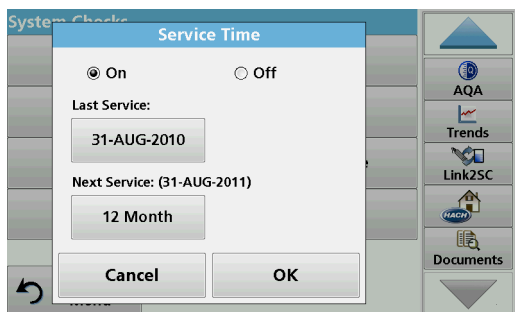 System Checks
Service Time
On
Off
Last Service:
31-AUG-2010
Next Service: (31-AUG-2011)
12 Month
Cancel
OK
Menu
AQA
Trends
Link2SC
HACH
Documents